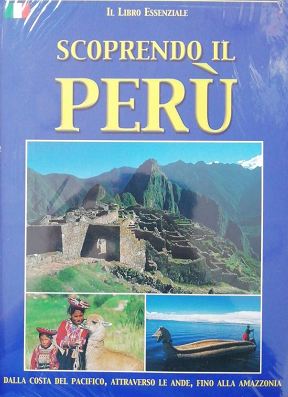 IL LIBRO ESSENZIALE
SCOPRENDO IL
PERÙ
DALLA COSTA DEL PACIFICO, ATTRAVERSO LE ANDE, FINO ALLA AMAZZONIA